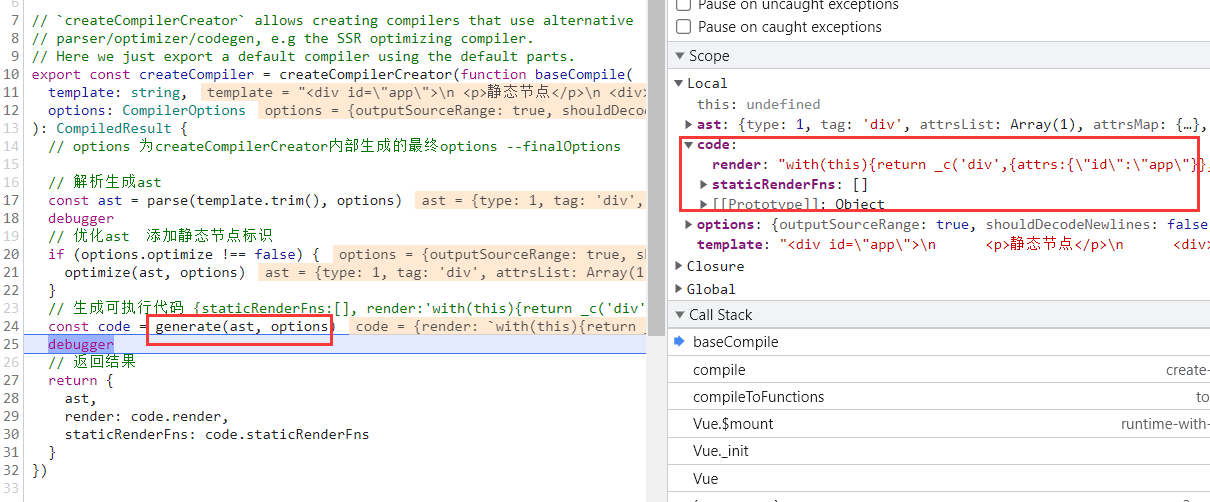 6
7 // `createCompilerCreator` allows creating compilers that use alternative
8 // parser/optimizer/codegen, e.g the SSR optimizing compiler.
9 // Here we just export a default compiler using the default parts.
10 export const createCompiler = createCompilerCreator(function baseCompile(
11 template: string, template = "<div id=\"app\">\n <p>静态节点</p>\n <div>
12 options: CompilerOptions options = {outputSourceRange: true, shouldDecod
13 ): CompiledResult {
14 // options 为createCompilerCreator内部生成的最终options --finalOptions
15
16 // 解析生成ast
17 const ast = parse(template.trim(), options) ast = {type: 1, tag: 'div',
18 debugger
19 // 优化ast 添加静态节点标识
20 if (options.optimize !== false) { options = {outputSourceRange: true, sh
21 optimize(ast, options) ast = {type: 1, tag: 'div', attrsList: Array(1
22 }
23 // 生成可执行代码 {staticRenderFns:[], render:'with(this){return _c('div'
24 const code = generate(ast, options) code = {render: `with(this){return _
25 debugger
26 // 返回结果
27 return {
28 ast,
29 render: code.render,
30 staticRenderFns: code.staticRenderFns
31 }
32 })
33
Pause on uncaught exceptions
Pause on caught exceptions
Scope
Local
this: undefined
ast: {type: 1, tag: 'div', attrsList: Array(1), attrsMap: {…},
code:
render: "with(this){return _c('div',{attrs:{\"id\":\"app\"}},
staticRenderFns: []
[[Prototype]]: Object
options: {outputSourceRange: true, shouldDecodeNewlines: false
template: "<div id=\"app\">\n <p>静态节点</p>\n <div>
Closure
Global
Call Stack
baseCompile
compile create-
compileToFunctions to
Vue.$mount runtime-with-
Vue._init
Vue